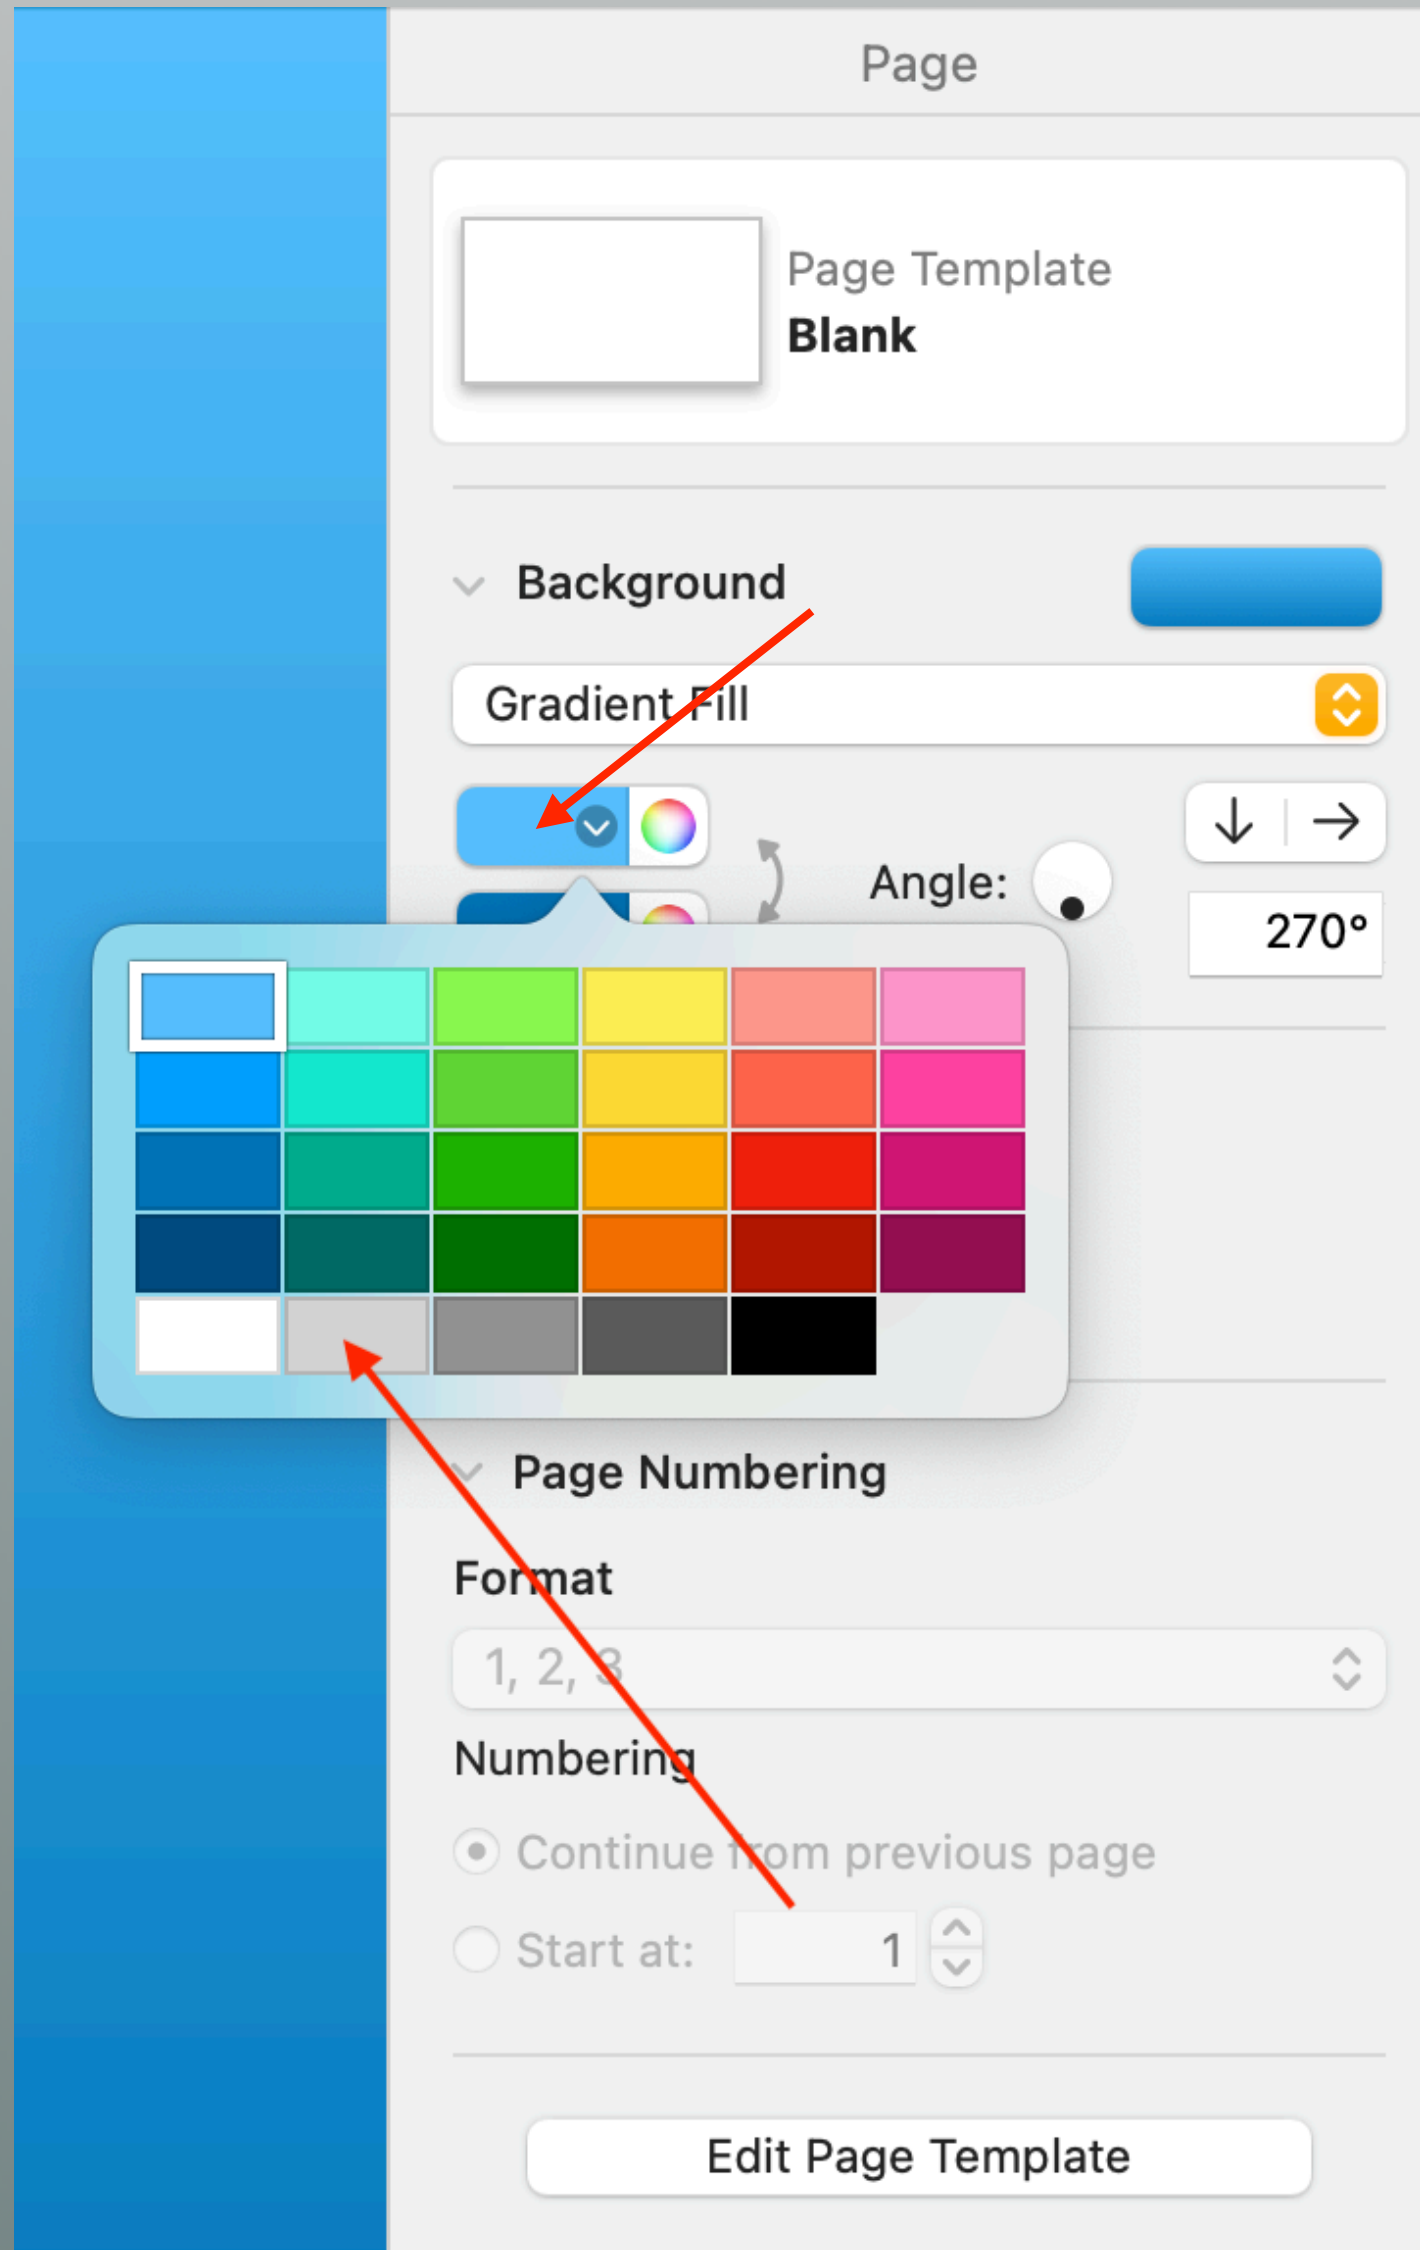 Page
Page Template
Blank
Background
Gradient Fill
Angle:
270°
Page Numbering
Format
1, 2, 3
Numbering
Continue from previous page
Start at: 1
Edit Page Template